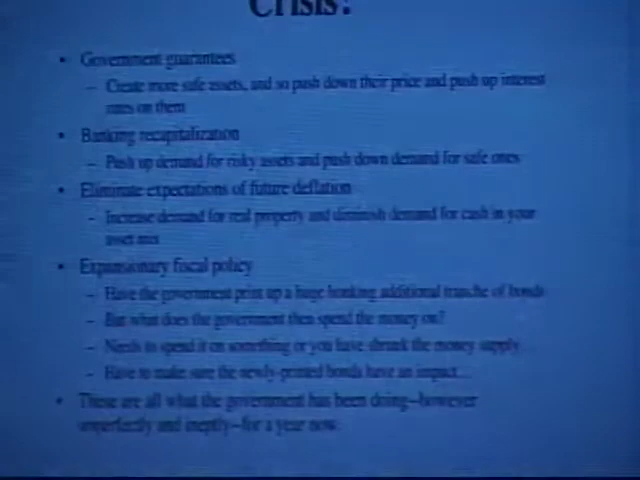 Crisis?
• Government guarantees
– Create more safe assets, and so push down their price and push up interest
rates on them
• Banking recapitalization
– Push up demand for risky assets and push down demand for safe ones
• Eliminate expectations of future deflation
– Increase demand for real property and diminish demand for cash in your
asset mix
• Expansionary fiscal policy
– Have the government print up a huge honking additional tranche of bonds
– But what does the government then spend the money on?
– Needs to spend it on something or you have shrunk the money supply
– Have to make sure the newly-printed bonds have an impact...
• These are all what the government has been doing–however
imperfectly and ineptly–for a year now.